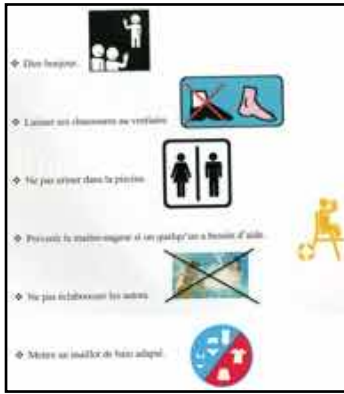 ❖ Dire bonjour.
❖ Laisser ses chaussures au vestiaire.
❖ Ne pas uriner dans la piscine.
❖ Prévenir le maître-nageur si un quelqu'un a besoin d'aide.
❖ Ne pas éclabousser les autres.
❖ Mettre un maillot de bain adapté.